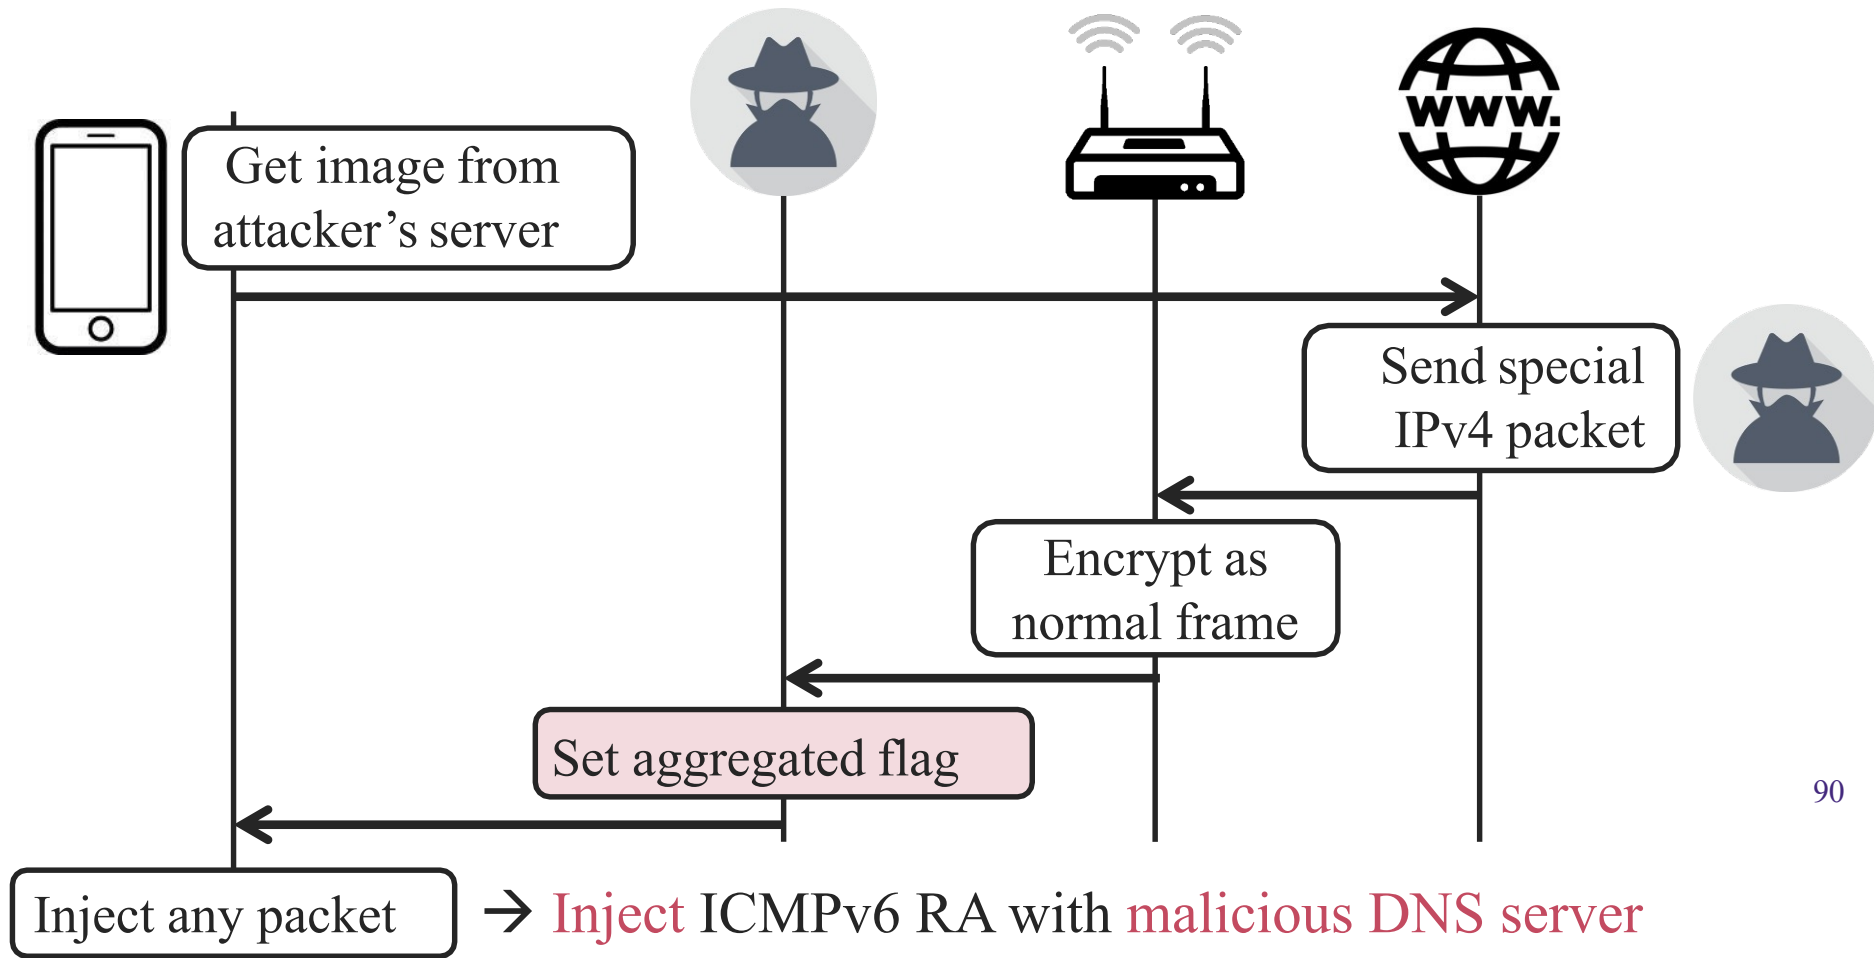 WWW.
Get image from
attacker’s server
Send special
IPv4 packet
Encrypt as
normal frame
Set aggregated flag
90
Inject any packet → Inject ICMPv6 RA with malicious DNS server